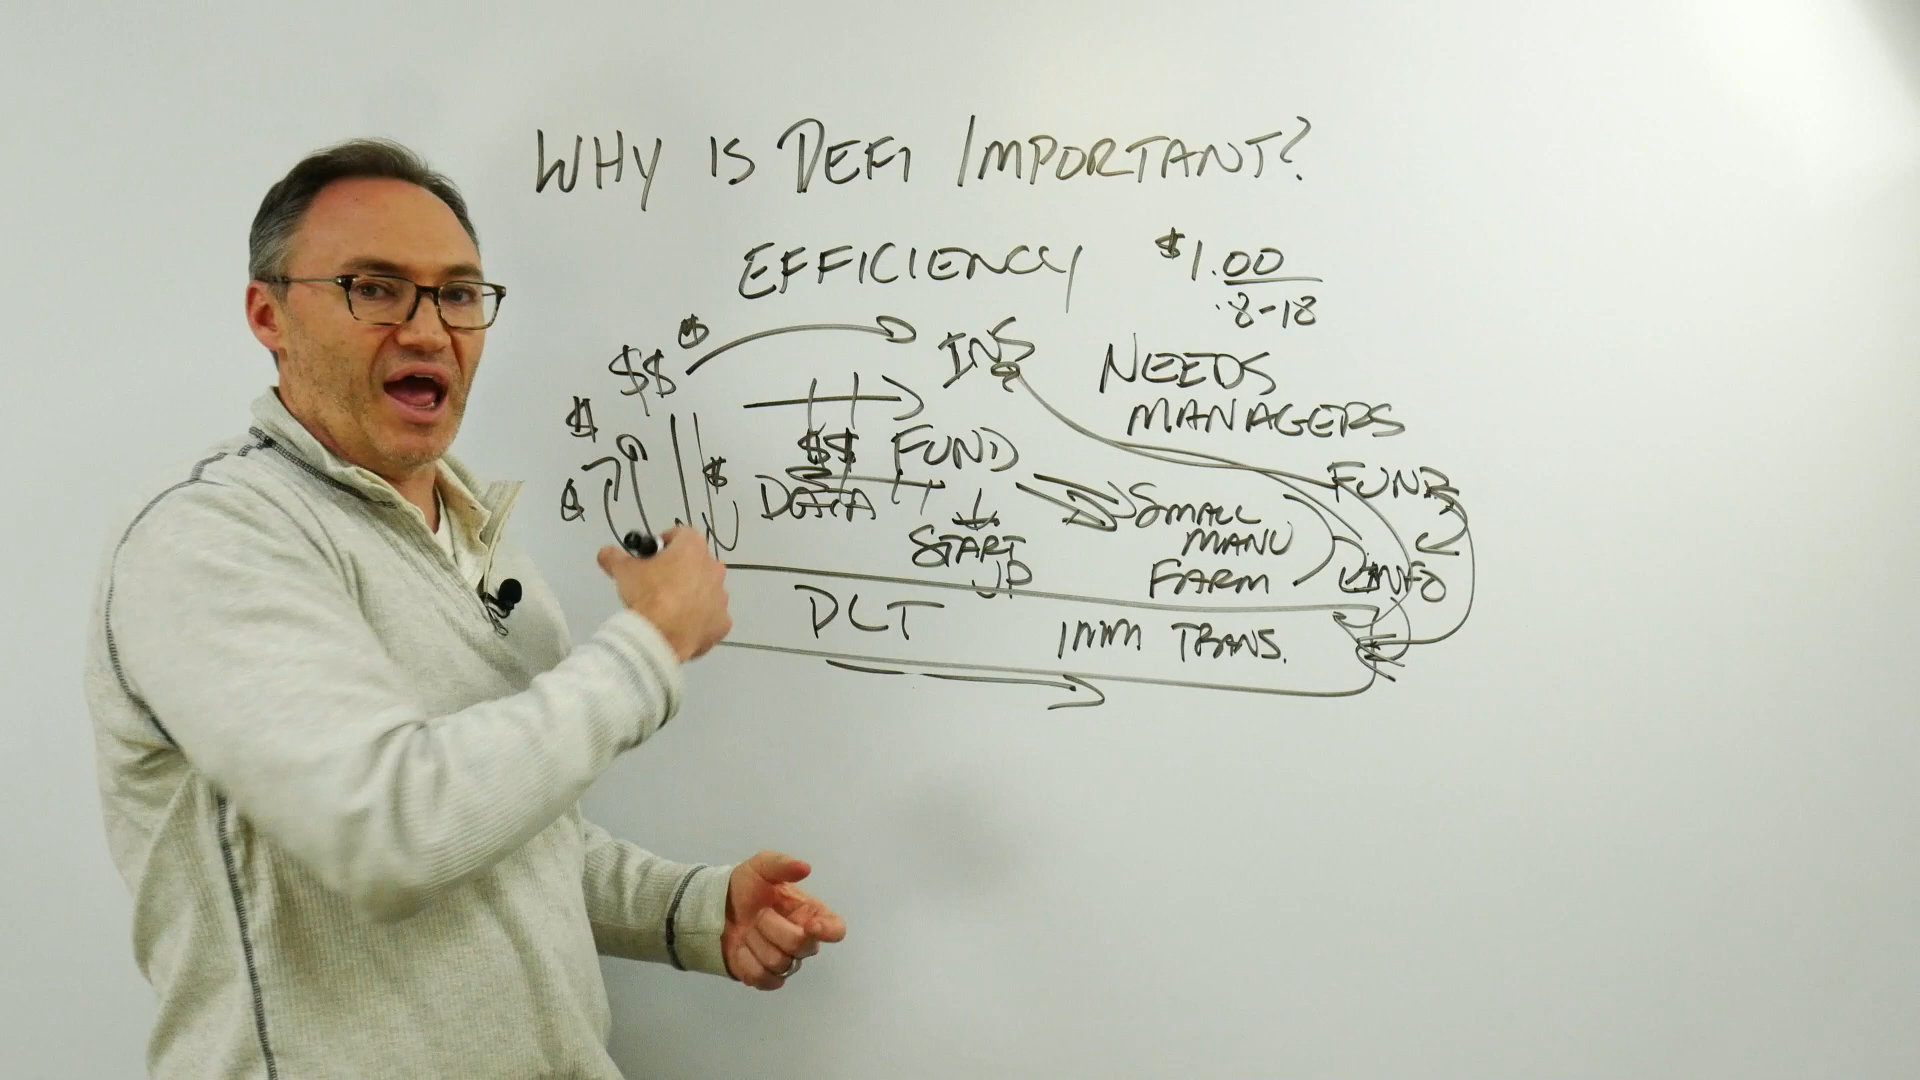 WHY IS DEFI IMPORTANT?
EFFICIENCY
$1.00
.8-18
$
$$
INS
NEEDS
MANAGERS
$
$$
FUND
$
DATA
FUND
SMALL
MANU
FARM
START
UP
INFO
DLT
IMM TRANS.